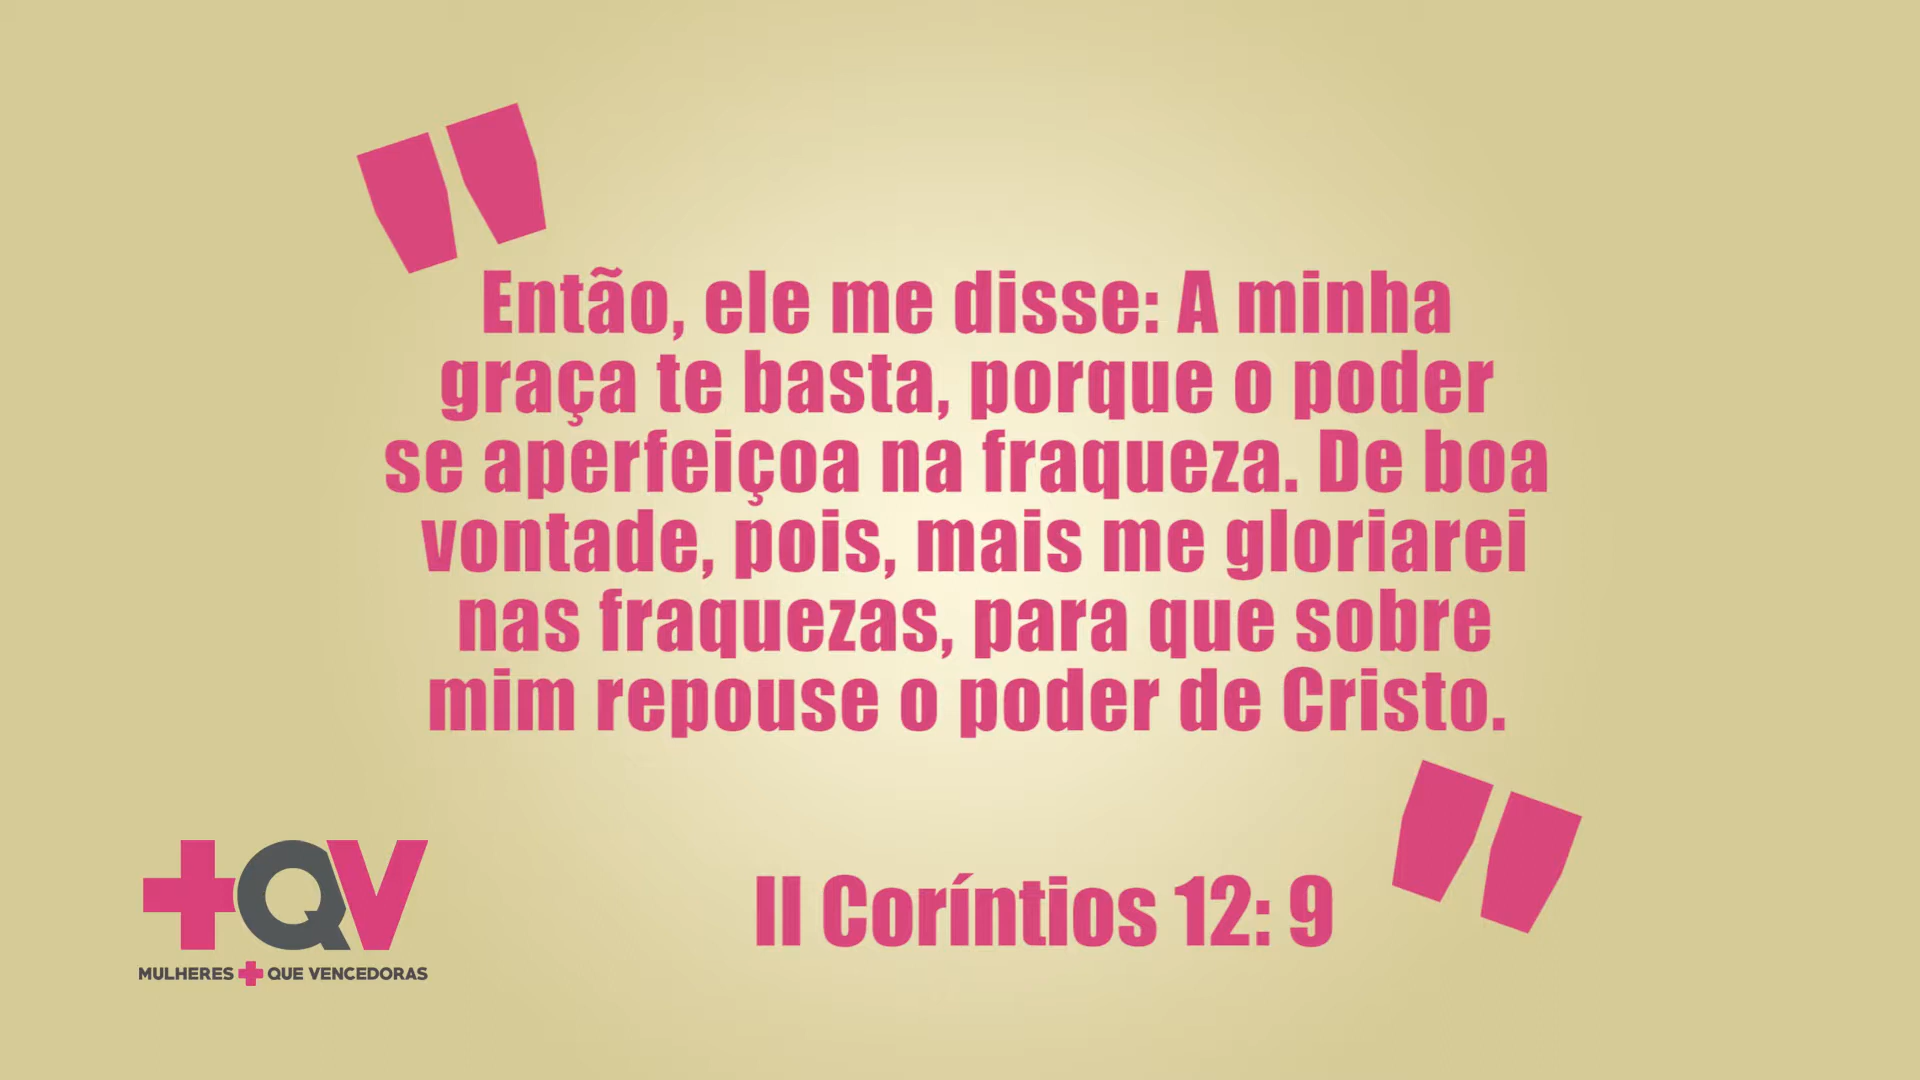 Então, ele me disse: A minha
graça te basta, porque o poder
se aperfeiçoa na fraqueza. De boa
vontade, pois, mais me gloriarei
nas fraquezas, para que sobre
mim repouse o poder de Cristo.
II Coríntios 12: 9
+QV
MULHERES + QUE VENCEDORAS